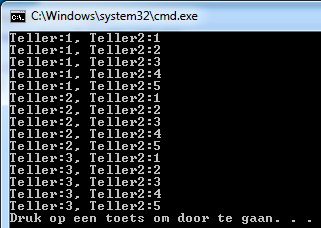 C:\Windows\system32\cmd.exe
Teller:1, Teller2:1
Teller:1, Teller2:2
Teller:1, Teller2:3
Teller:1, Teller2:4
Teller:1, Teller2:5
Teller:2, Teller2:1
Teller:2, Teller2:2
Teller:2, Teller2:3
Teller:2, Teller2:4
Teller:2, Teller2:5
Teller:3, Teller2:1
Teller:3, Teller2:2
Teller:3, Teller2:3
Teller:3, Teller2:4
Teller:3, Teller2:5
Druk op een toets om door te gaan. . .